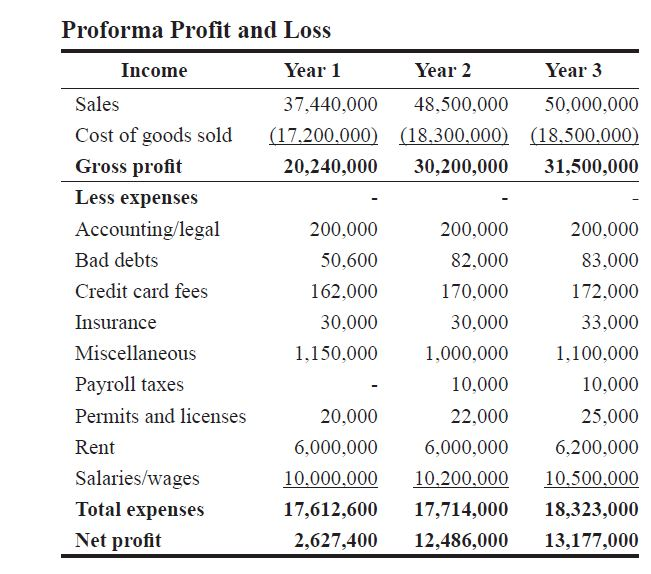 Proforma Profit and Loss
Income Year 1 Year 2 Year 3
Sales 37,440,000 48,500,000 50,000,000
Cost of goods sold (17,200,000) (18,300,000) (18,500,000)
Gross profit 20,240,000 30,200,000 31,500,000
Less expenses - - -
Accounting/legal 200,000 200,000 200,000
Bad debts 50,600 82,000 83,000
Credit card fees 162,000 170,000 172,000
Insurance 30,000 30,000 33,000
Miscellaneous 1,150,000 1,000,000 1,100,000
Payroll taxes - 10,000 10,000
Permits and licenses 20,000 22,000 25,000
Rent 6,000,000 6,000,000 6,200,000
Salaries/wages 10,000,000 10,200,000 10,500,000
Total expenses 17,612,600 17,714,000 18,323,000
Net profit 2,627,400 12,486,000 13,177,000